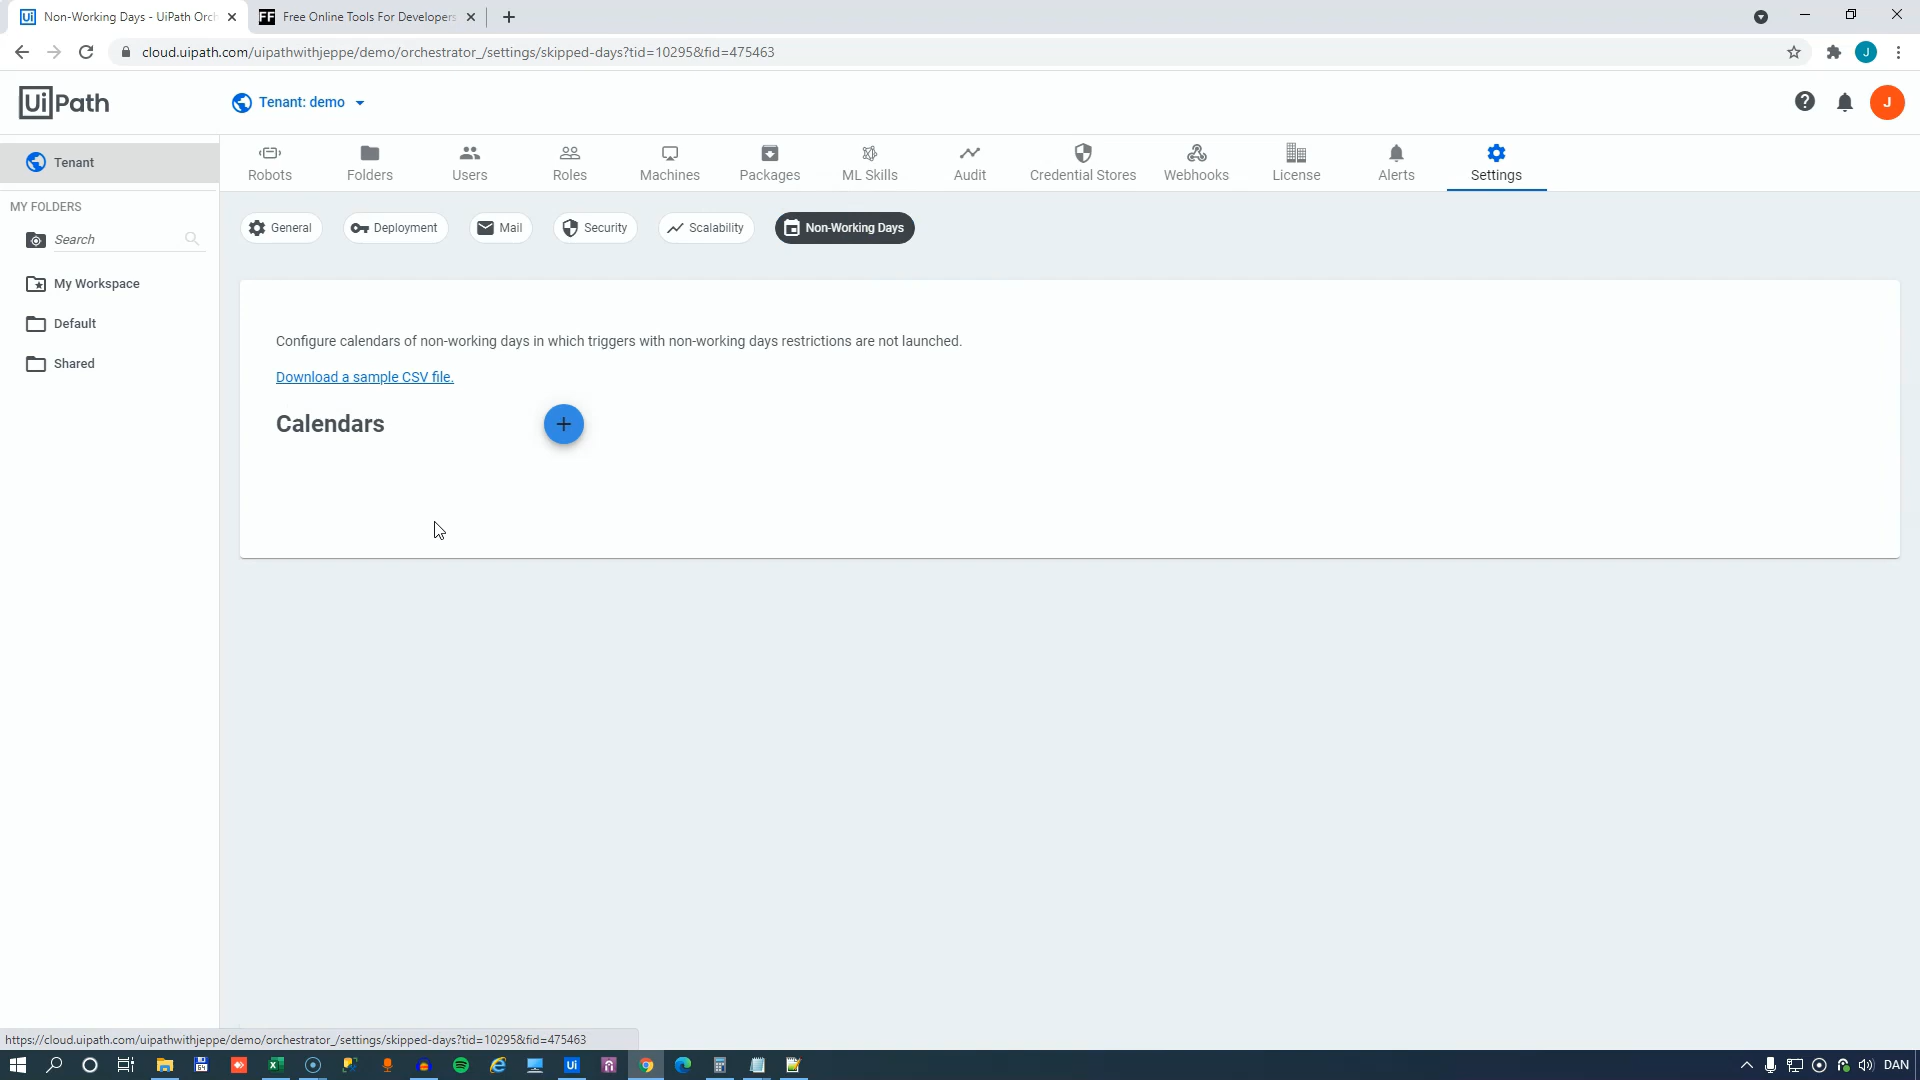 Non-Working Days - UiPath Orch
Free Online Tools For Developers
cloud.uipath.com/uipathwithjeppe/demo/orchestrator_/settings/skipped-days?tid=10295&fid=475463
J
UiPath
Tenant: demo
J
Tenant
Robots
Folders
Users
Roles
Machines
Packages
ML Skills
Audit
Credential Stores
Webhooks
License
Alerts
Settings
MY FOLDERS
Search
My Workspace
Default
Shared
General
Deployment
Mail
Security
Scalability
Non-Working Days
Configure calendars of non-working days in which triggers with non-working days restrictions are not launched.
Download a sample CSV file.
Calendars
https://cloud.uipath.com/uipathwithjeppe/demo/orchestrator_/settings/skipped-days?tid=10295&fid=475463
DAN